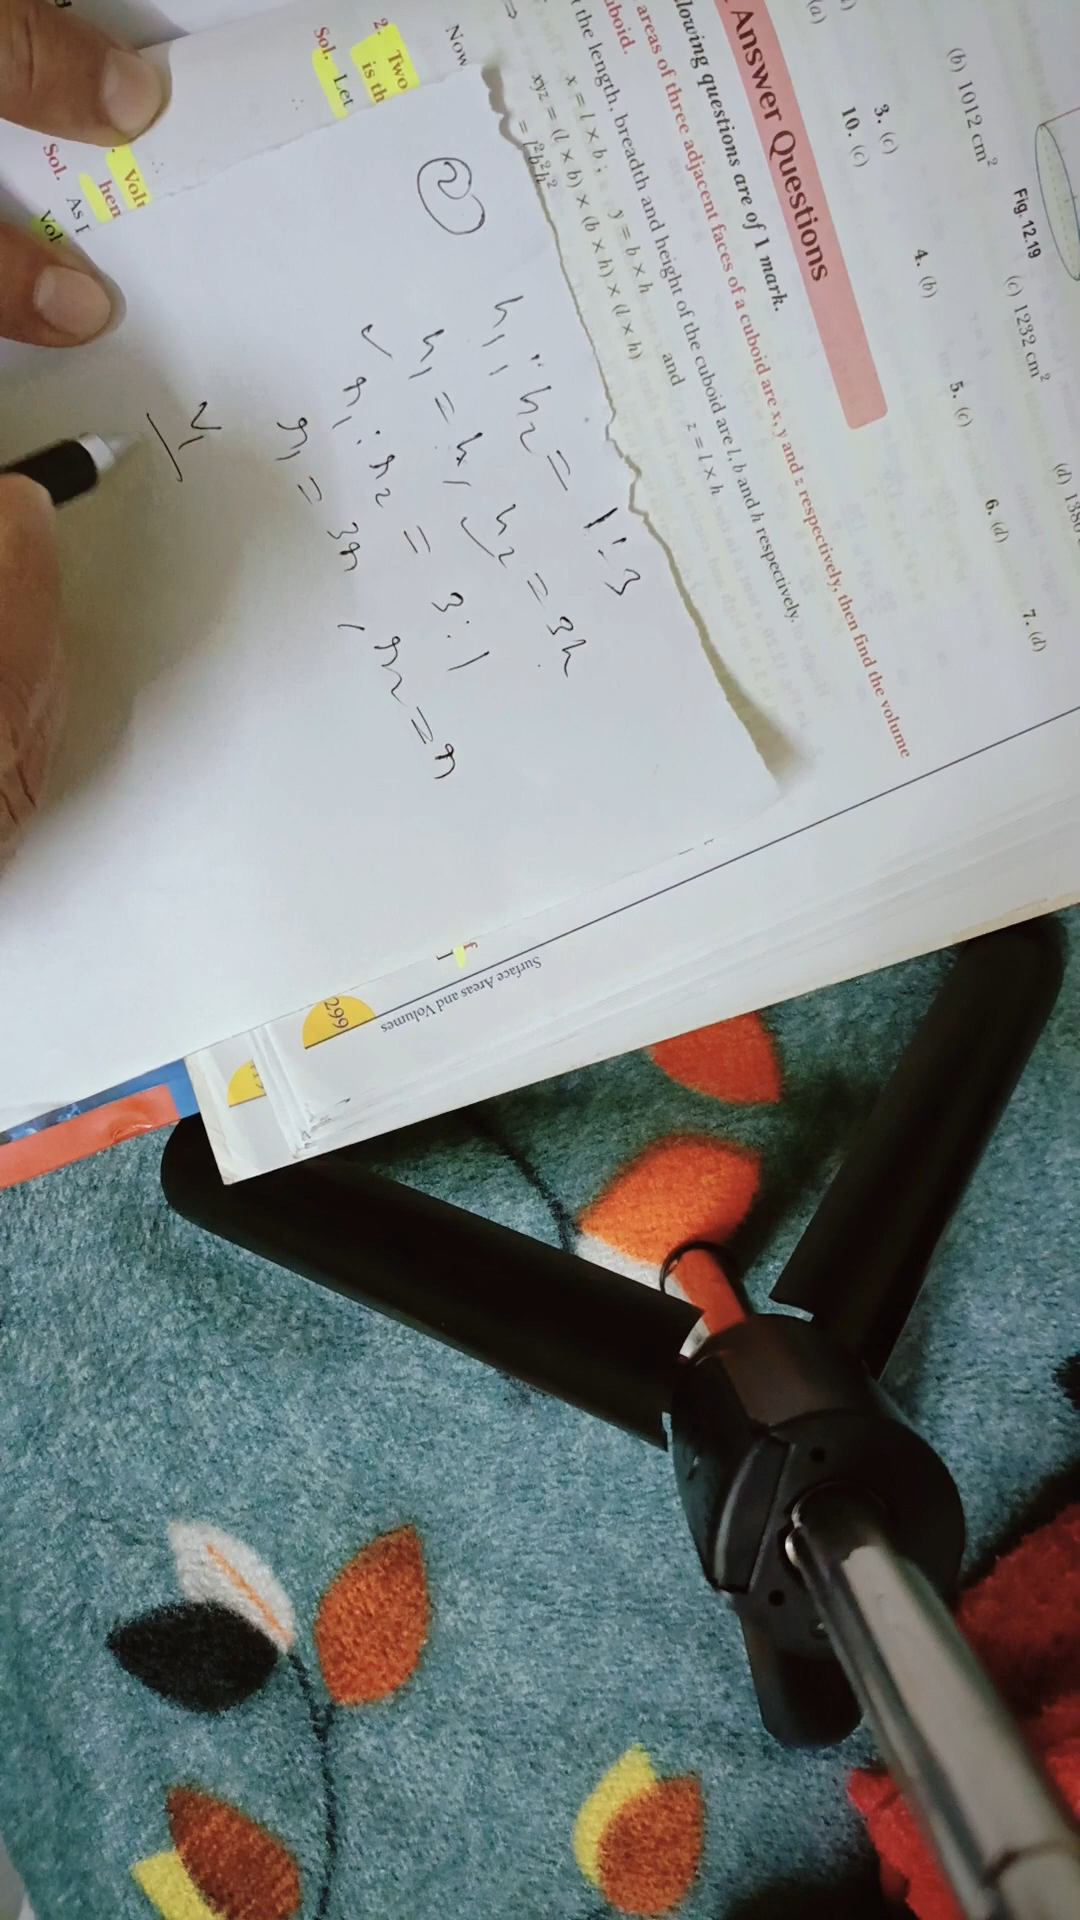 (b) 1012 cm²
Fig. 12.19
(c) 1232 cm²
(d) 1386
(a)
3. (c)
4. (b)
5. (c)
6. (d)
7. (d)
10. (c)
Answer Questions
lowing questions are of 1 mark.
areas of three adjacent faces of a cuboid are x, y and z respectively, then find the volume
uboid.
the length, breadth and height of the cuboid are l, b and h respectively.
x = l × b ; y = b × h and z = l × h
⇒ xyz = (l × b) × (b × h) × (l × h)
= l²b²h²
Now
2. Two
is th
Sol. Let
∴
. Volu
hen
Sol. As I
Vol
②
h₁ : h₂ = 1:3
h₁ = h, h₂ = 3h
✓ r₁ : r₂ = 3:1
r₁ = 3r, r₂ = r
V₁
Surface Areas and Volumes
299